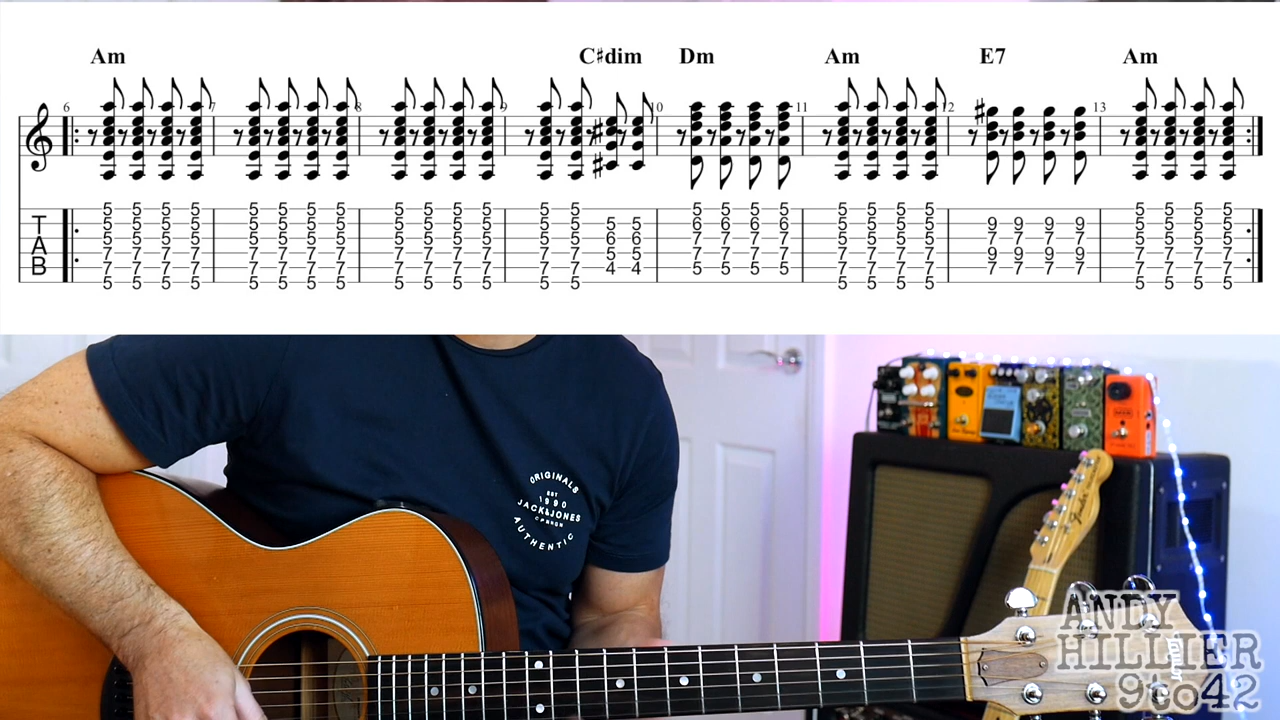 Am C♯dim Dm Am E7 Am
6 7 8 9 10 11 12 13
T 5 5 5 5 5 5 5 5 5 5 5 5 5 5 5 5 5 5 5 5 5 5 5 5 5 5
5 5 5 5 5 5 5 5 5 5 5 5 5 5 5 5 6 6 6 6 5 5 5 5 9 9 9 9 5 5 5 5
A 5 5 5 5 5 5 5 5 5 5 5 5 5 5 6 6 7 7 7 7 5 5 5 5 7 7 7 7 5 5 5 5
7 7 7 7 7 7 7 7 7 7 7 7 7 7 5 5 7 7 7 7 7 7 7 7 9 9 9 9 7 7 7 7
B 7 7 7 7 7 7 7 7 7 7 7 7 7 7 4 4 5 5 5 5 7 7 7 7 7 7 7 7 7 7 7 7
5 5 5 5 5 5 5 5 5 5 5 5 5 5 5 5 5 5 5 5 5 5
ORIGINALS
EST
1990
JACK&JONES
AUTHENTIC
Fender
ANDY
HILLIER
9to42